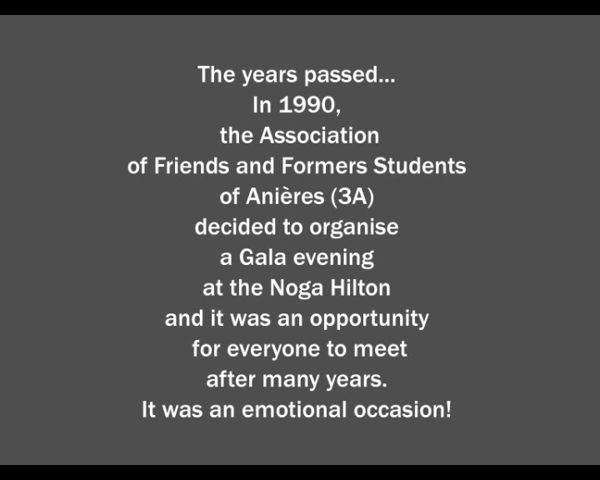 The years passed...
In 1990,
the Association
of Friends and Formers Students
of Anières (3A)
decided to organise
a Gala evening
at the Noga Hilton
and it was an opportunity
for everyone to meet
after many years.
It was an emotional occasion!